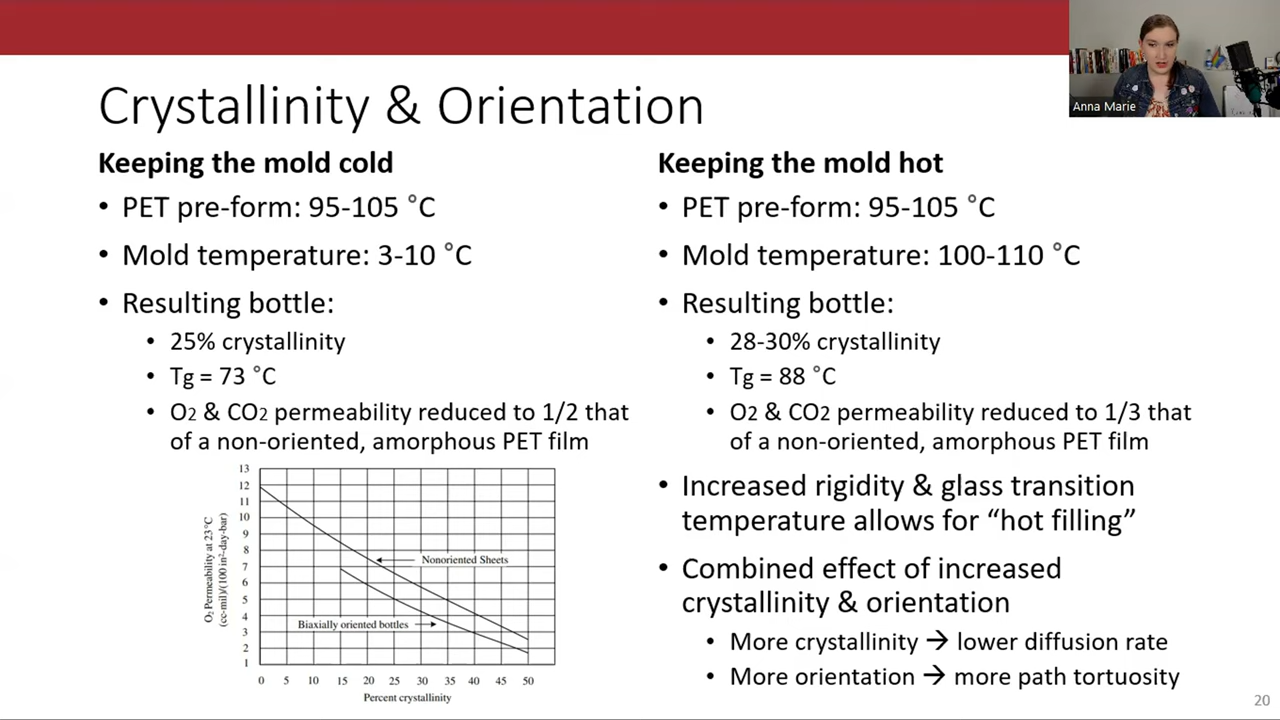 Anna Marie
Crystallinity & Orientation
Keeping the mold cold
• PET pre-form: 95-105 °C
• Mold temperature: 3-10 °C
• Resulting bottle:
• 25% crystallinity
• Tg = 73 °C
• O2 & CO2 permeability reduced to 1/2 that
of a non-oriented, amorphous PET film
13
12
11
10
9
8
7
6
5
4
3
2
1
O2 Permeability at 23°C
(cc-mil)/(100 in²-day-bar)
Nonoriented Sheets
Biaxially oriented bottles
0 5 10 15 20 25 30 35 40 45 50
Percent crystallinity
Keeping the mold hot
• PET pre-form: 95-105 °C
• Mold temperature: 100-110 °C
• Resulting bottle:
• 28-30% crystallinity
• Tg = 88 °C
• O2 & CO2 permeability reduced to 1/3 that
of a non-oriented, amorphous PET film
• Increased rigidity & glass transition
temperature allows for “hot filling”
• Combined effect of increased
crystallinity & orientation
• More crystallinity → lower diffusion rate
• More orientation → more path tortuosity
20